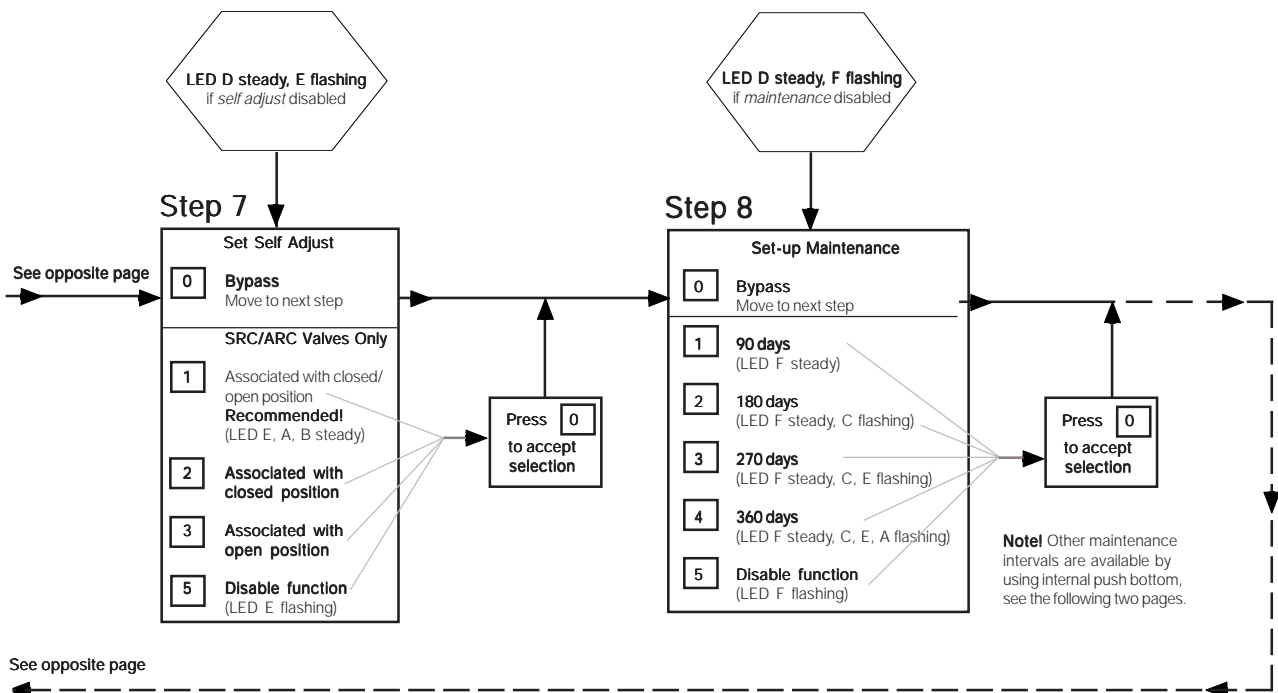 LED D steady, E flashing
if self adjust disabled
LED D steady, F flashing
if maintenance disabled
Step 7
Set Self Adjust
See opposite page
0
Bypass
Move to next step
SRC/ARC Valves Only
1
Associated with closed/
open position
Recommended!
(LED E, A, B steady)
2
Associated with
closed position
3
Associated with
open position
5
Disable function
(LED E flashing)
Press 0
to accept
selection
Step 8
Set-up Maintenance
0
Bypass
Move to next step
1
90 days
(LED F steady)
2
180 days
(LED F steady, C flashing)
3
270 days
(LED F steady, C, E flashing)
4
360 days
(LED F steady, C, E, A flashing)
5
Disable function
(LED F flashing)
Press 0
to accept
selection
Note! Other maintenance
intervals are available by
using internal push bottom,
see the following two pages.
See opposite page